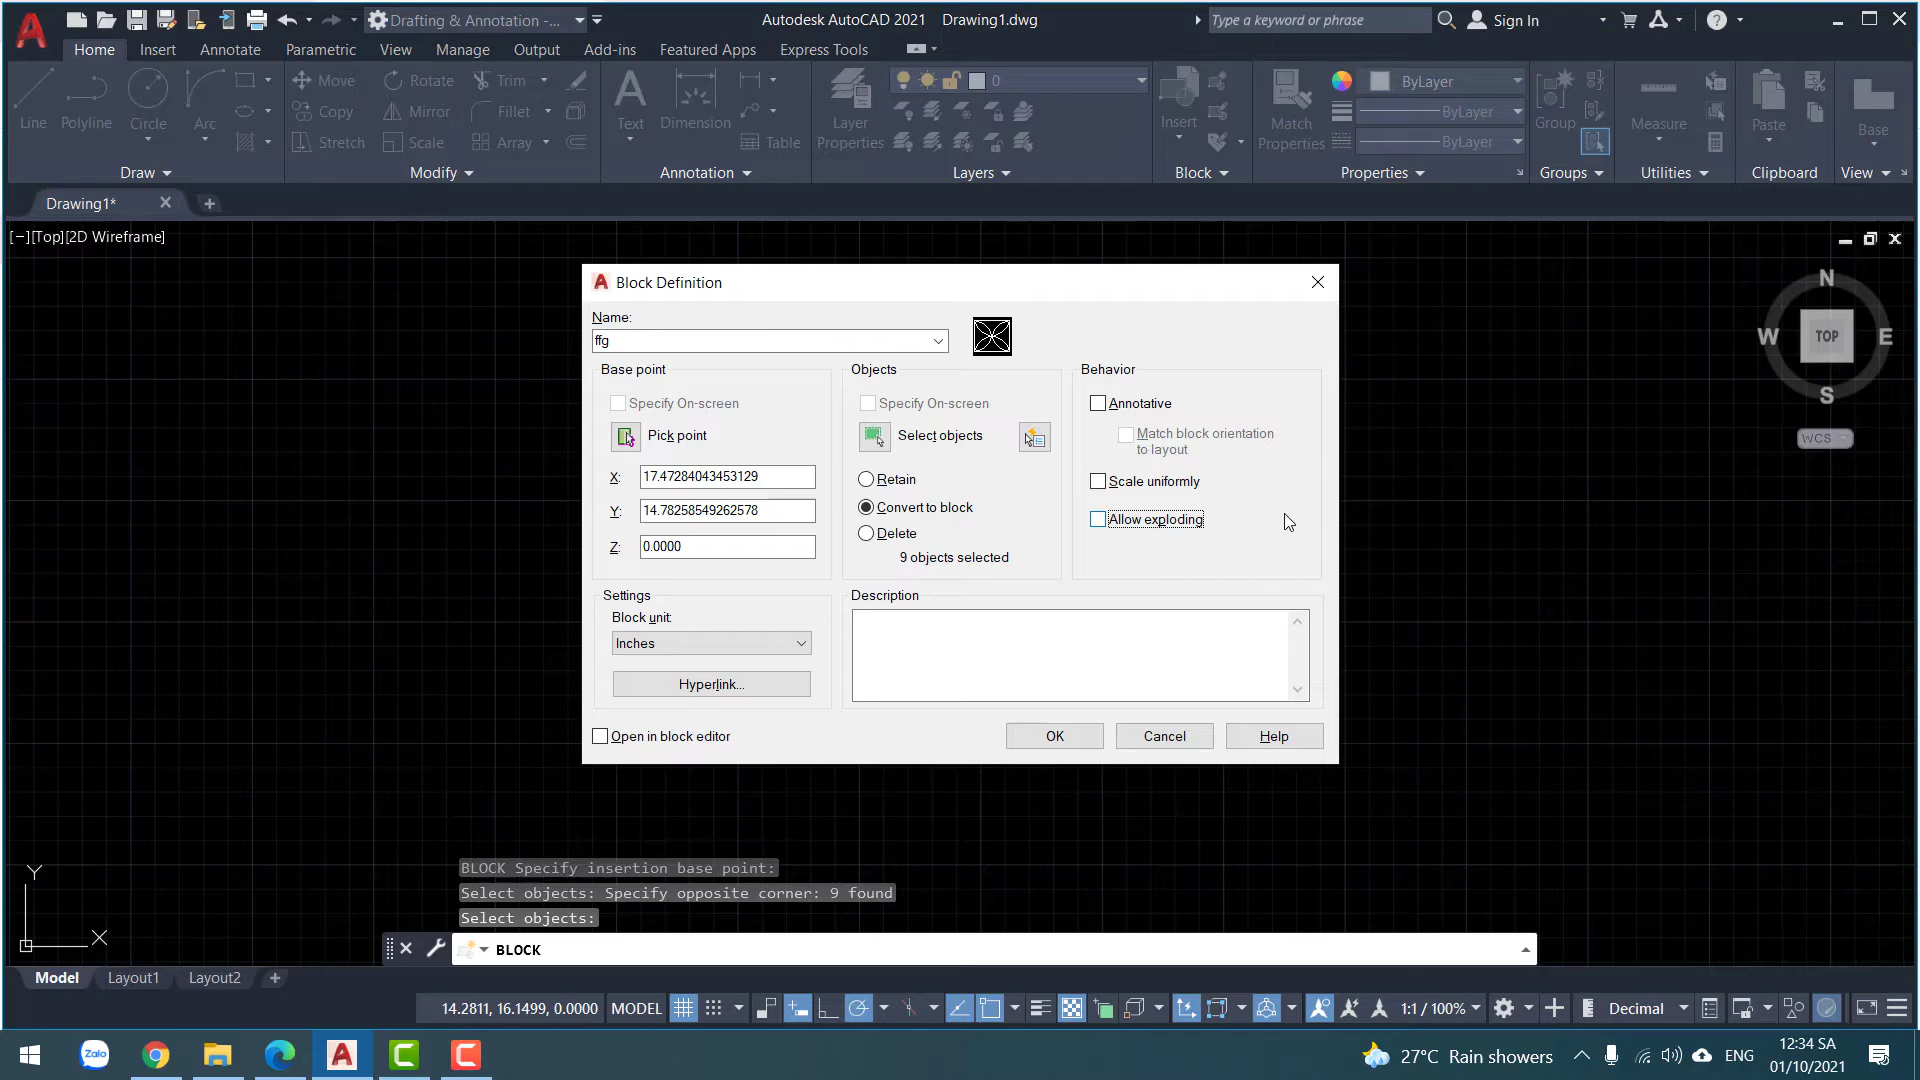 Drafting & Annotation -...
Autodesk AutoCAD 2021 Drawing1.dwg
Type a keyword or phrase
Sign In
Home Insert Annotate Parametric View Manage Output Add-ins Featured Apps Express Tools
Line Polyline Circle Arc
Move Rotate Trim
Copy Mirror Fillet
Stretch Scale Array
Text Dimension Table
Layer
Properties
0
Insert
Match
Properties
ByLayer
ByLayer
ByLayer
Group Measure Paste Base
Draw Modify Annotation Layers Block Properties Groups Utilities Clipboard View
Drawing1*
[−][Top][2D Wireframe]
N
W TOP E
S
WCS
Block Definition
Name:
ffg
Base point
Specify On-screen
Pick point
X: 17.47284043453129
Y: 14.78258549262578
Z: 0.0000
Objects
Specify On-screen
Select objects
Retain
Convert to block
Delete
9 objects selected
Behavior
Annotative
Match block orientation
to layout
Scale uniformly
Allow exploding
Settings
Block unit:
Inches
Hyperlink...
Description
Open in block editor
OK Cancel Help
BLOCK Specify insertion base point:
Select objects: Specify opposite corner: 9 found
Select objects:
BLOCK
Y
X
Model Layout1 Layout2
14.2811, 16.1499, 0.0000 MODEL 1:1 / 100% Decimal
Zalo
27°C Rain showers ENG 12:34 SA
01/10/2021